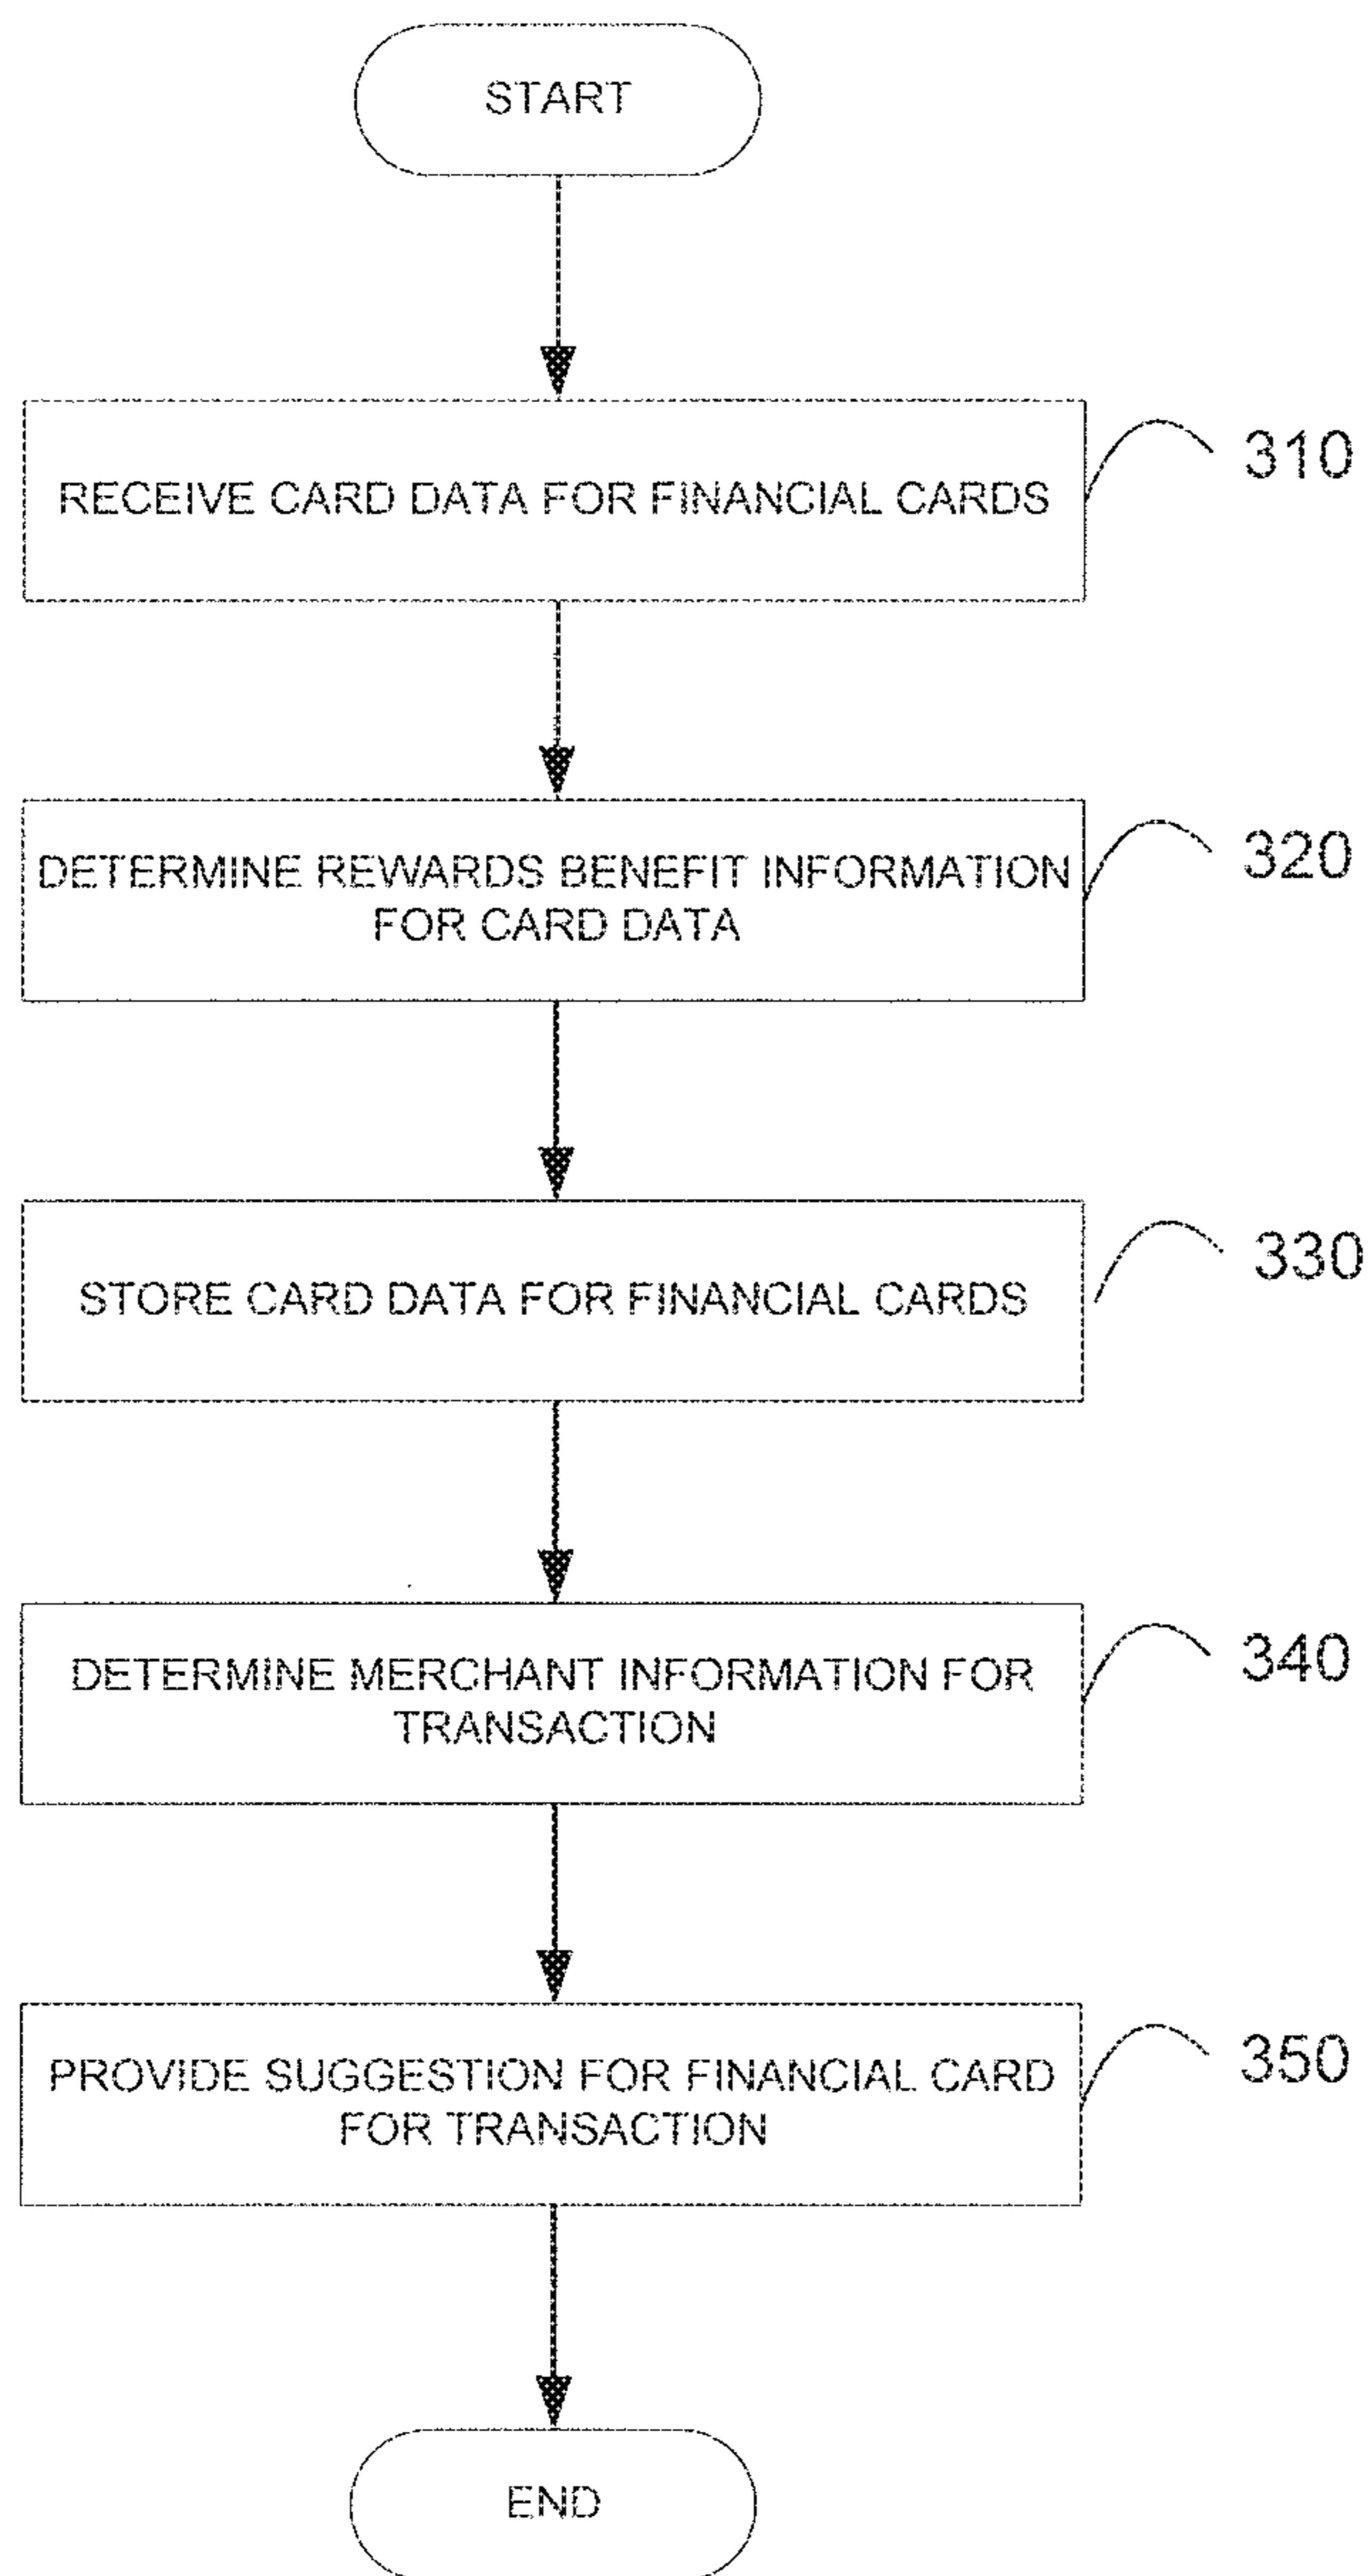 START
RECEIVE CARD DATA FOR FINANCIAL CARDS
310
DETERMINE REWARDS BENEFIT INFORMATION
FOR CARD DATA
320
STORE CARD DATA FOR FINANCIAL CARDS
330
DETERMINE MERCHANT INFORMATION FOR
TRANSACTION
340
PROVIDE SUGGESTION FOR FINANCIAL CARD
FOR TRANSACTION
350
END